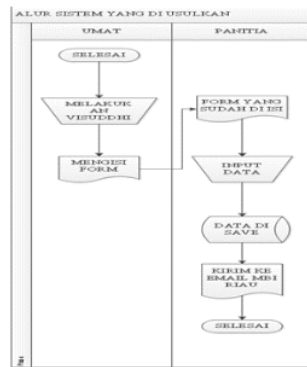 ALUR SISTEM YANG DI USULKAN
UMAT
PANITIA
SELESAI
MELAKUK
AN
VISUDDHI
MENGISI
FORM
FORM YANG
SUDAH DI ISI
INPUT
DATA
DATA DI
SAVE
KIRIM KE
EMAIL MBI
RIAU
SELESAI